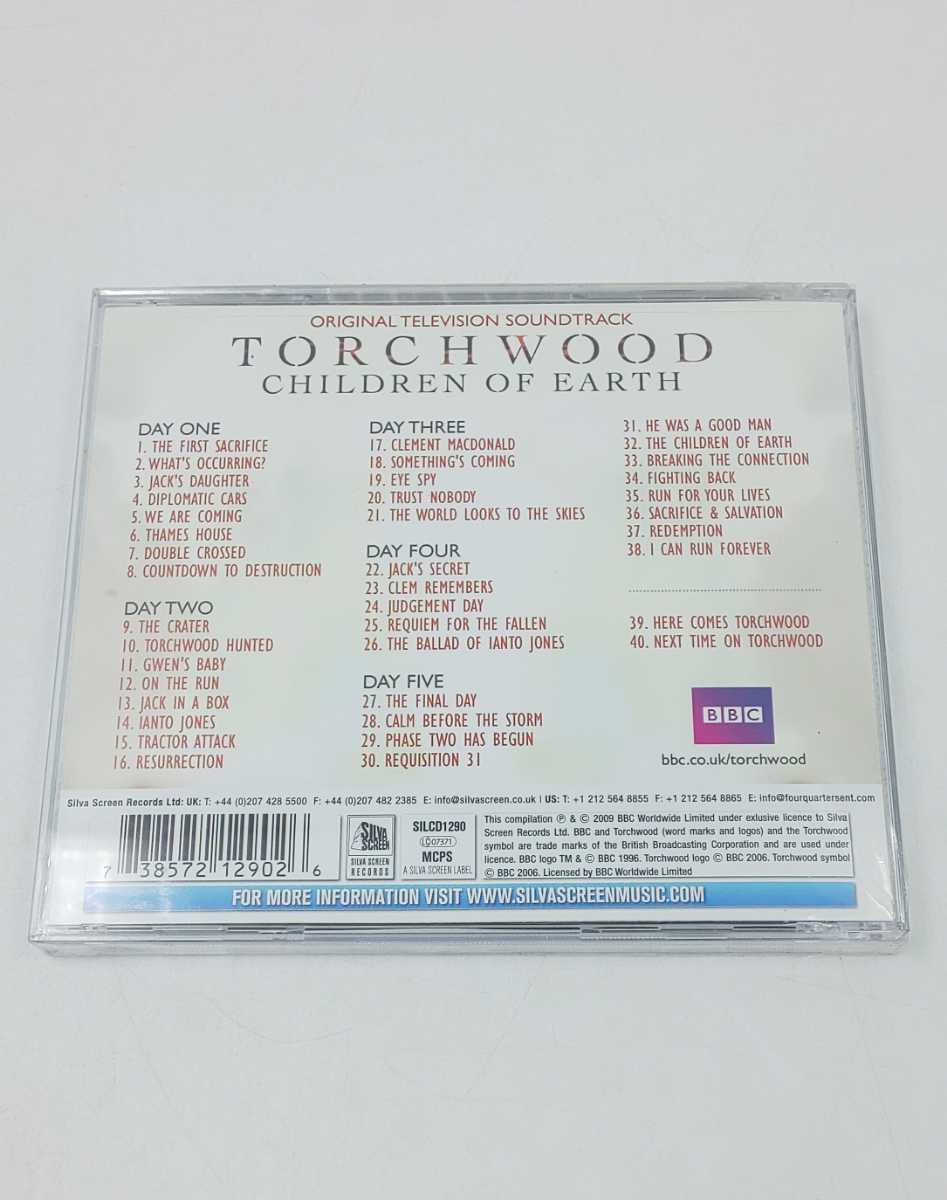 ORIGINAL TELEVISION SOUNDTRACK
TORCHWOOD
CHILDREN OF EARTH
DAY ONE
1. THE FIRST SACRIFICE
2. WHAT'S OCCURRING?
3. JACK'S DAUGHTER
4. DIPLOMATIC CARS
5. WE ARE COMING
6. THAMES HOUSE
7. DOUBLE CROSSED
8. COUNTDOWN TO DESTRUCTION
DAY TWO
9. THE CRATER
10. TORCHWOOD HUNTED
11. GWEN'S BABY
12. ON THE RUN
13. JACK IN A BOX
14. IANTO JONES
15. TRACTOR ATTACK
16. RESURRECTION
DAY THREE
17. CLEMENT MACDONALD
18. SOMETHING'S COMING
19. EYE SPY
20. TRUST NOBODY
21. THE WORLD LOOKS TO THE SKIES
DAY FOUR
22. JACK'S SECRET
23. CLEM REMEMBERS
24. JUDGEMENT DAY
25. REQUIEM FOR THE FALLEN
26. THE BALLAD OF IANTO JONES
DAY FIVE
27. THE FINAL DAY
28. CALM BEFORE THE STORM
29. PHASE TWO HAS BEGUN
30. REQUISITION 31
31. HE WAS A GOOD MAN
32. THE CHILDREN OF EARTH
33. BREAKING THE CONNECTION
34. FIGHTING BACK
35. RUN FOR YOUR LIVES
36. SACRIFICE & SALVATION
37. REDEMPTION
38. I CAN RUN FOREVER
39. HERE COMES TORCHWOOD
40. NEXT TIME ON TORCHWOOD
BBC
bbc.co.uk/torchwood
Silva Screen Records Ltd: UK: T: +44 (0)207 428 5500 F: +44 (0)207 482 2385 E: info@silvascreen.co.uk | US: T: +1 212 564 8855 F: +1 212 564 8865 E: info@fourquartersent.com
7 38572 12902 6
SILVA
SCREEN
SILVA SCREEN
RECORDS
SILCD1290
LC 07371
MCPS
A SILVA SCREEN LABEL
This compilation ℗ & © 2009 BBC Worldwide Limited under exlusive licence to Silva
Screen Records Ltd. BBC and Torchwood (word marks and logos) and the Torchwood
symbol are trade marks of the British Broadcasting Corporation and are used under
licence. BBC logo TM & © BBC 1996. Torchwood logo © BBC 2006. Torchwood symbol
© BBC 2006. Licensed by BBC Worldwide Limited
FOR MORE INFORMATION VISIT WWW.SILVASCREENMUSIC.COM